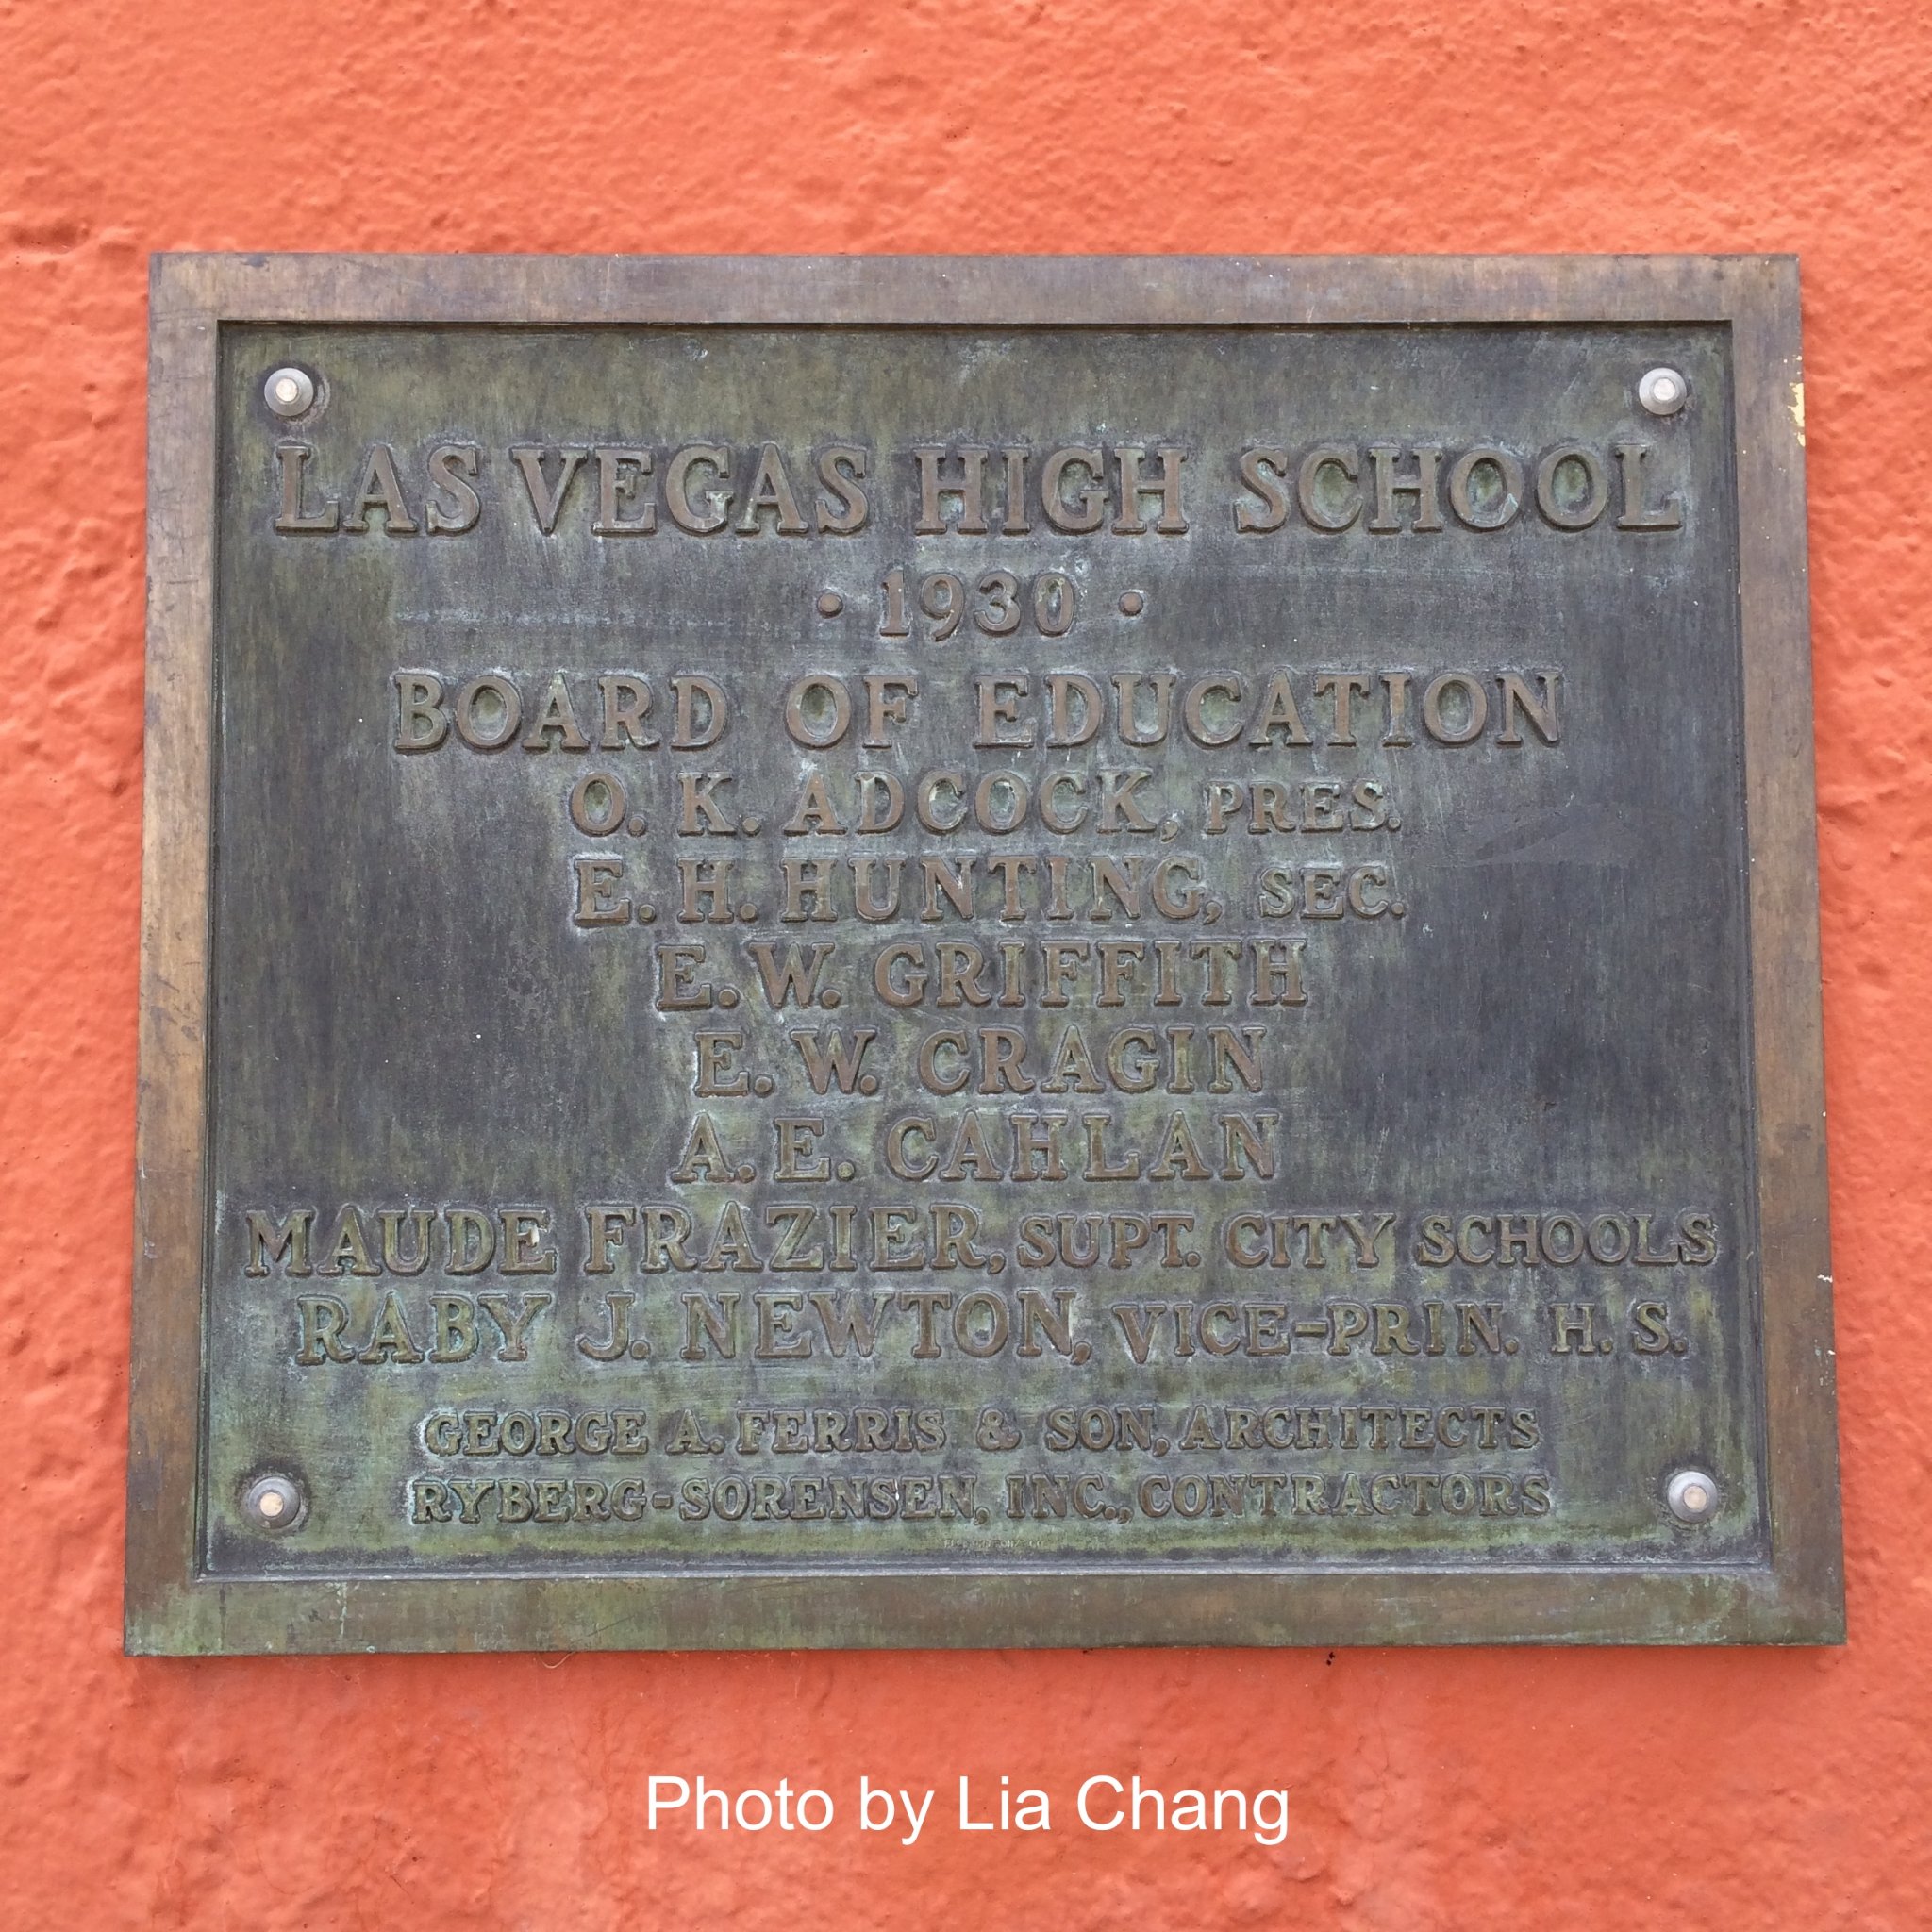 LAS VEGAS HIGH SCHOOL
• 1930 •
BOARD OF EDUCATION
O. K. ADCOCK, PRES.
E. H. HUNTING, SEC.
E. W. GRIFFITH
E. W. CRAGIN
A. E. CAHLAN
MAUDE FRAZIER, SUPT. CITY SCHOOLS
RABY J. NEWTON, VICE-PRIN. H. S.
GEORGE A. FERRIS & SON, ARCHITECTS
RYBERG-SORENSEN, INC., CONTRACTORS
Photo by Lia Chang